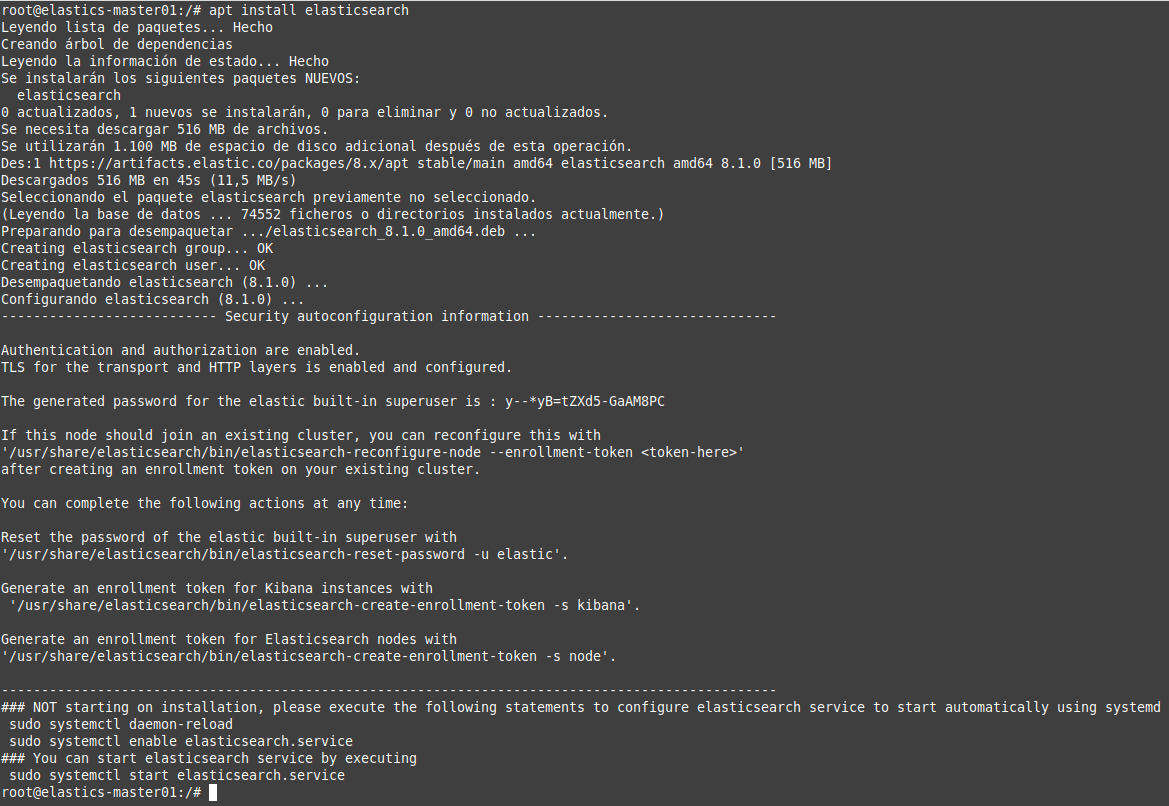 root@elastics-master01:/# apt install elasticsearch
Leyendo lista de paquetes... Hecho
Creando árbol de dependencias
Leyendo la información de estado... Hecho
Se instalarán los siguientes paquetes NUEVOS:
  elasticsearch
0 actualizados, 1 nuevos se instalarán, 0 para eliminar y 0 no actualizados.
Se necesita descargar 516 MB de archivos.
Se utilizarán 1.100 MB de espacio de disco adicional después de esta operación.
Des:1 https://artifacts.elastic.co/packages/8.x/apt stable/main amd64 elasticsearch amd64 8.1.0 [516 MB]
Descargados 516 MB en 45s (11,5 MB/s)
Seleccionando el paquete elasticsearch previamente no seleccionado.
(Leyendo la base de datos ... 74552 ficheros o directorios instalados actualmente.)
Preparando para desempaquetar .../elasticsearch_8.1.0_amd64.deb ...
Creating elasticsearch group... OK
Creating elasticsearch user... OK
Desempaquetando elasticsearch (8.1.0) ...
Configurando elasticsearch (8.1.0) ...
--------------------------- Security autoconfiguration information ------------------------------

Authentication and authorization are enabled.
TLS for the transport and HTTP layers is enabled and configured.

The generated password for the elastic built-in superuser is : y--*yB=tZXd5-GaAM8PC

If this node should join an existing cluster, you can reconfigure this with
'/usr/share/elasticsearch/bin/elasticsearch-reconfigure-node --enrollment-token <token-here>'
after creating an enrollment token on your existing cluster.

You can complete the following actions at any time:

Reset the password of the elastic built-in superuser with
'/usr/share/elasticsearch/bin/elasticsearch-reset-password -u elastic'.

Generate an enrollment token for Kibana instances with
 '/usr/share/elasticsearch/bin/elasticsearch-create-enrollment-token -s kibana'.

Generate an enrollment token for Elasticsearch nodes with
'/usr/share/elasticsearch/bin/elasticsearch-create-enrollment-token -s node'.

-------------------------------------------------------------------------------------------------
### NOT starting on installation, please execute the following statements to configure elasticsearch service to start automatically using systemd
 sudo systemctl daemon-reload
 sudo systemctl enable elasticsearch.service
### You can start elasticsearch service by executing
 sudo systemctl start elasticsearch.service
root@elastics-master01:/#